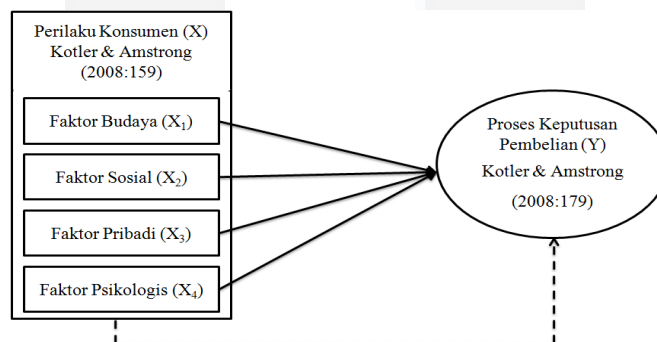 Perilaku Konsumen (X)
Kotler & Amstrong
(2008:159)
Faktor Budaya (X₁)
Faktor Sosial (X₂)
Faktor Pribadi (X₃)
Faktor Psikologis (X₄)
Proses Keputusan
Pembelian (Y)
Kotler & Amstrong
(2008:179)